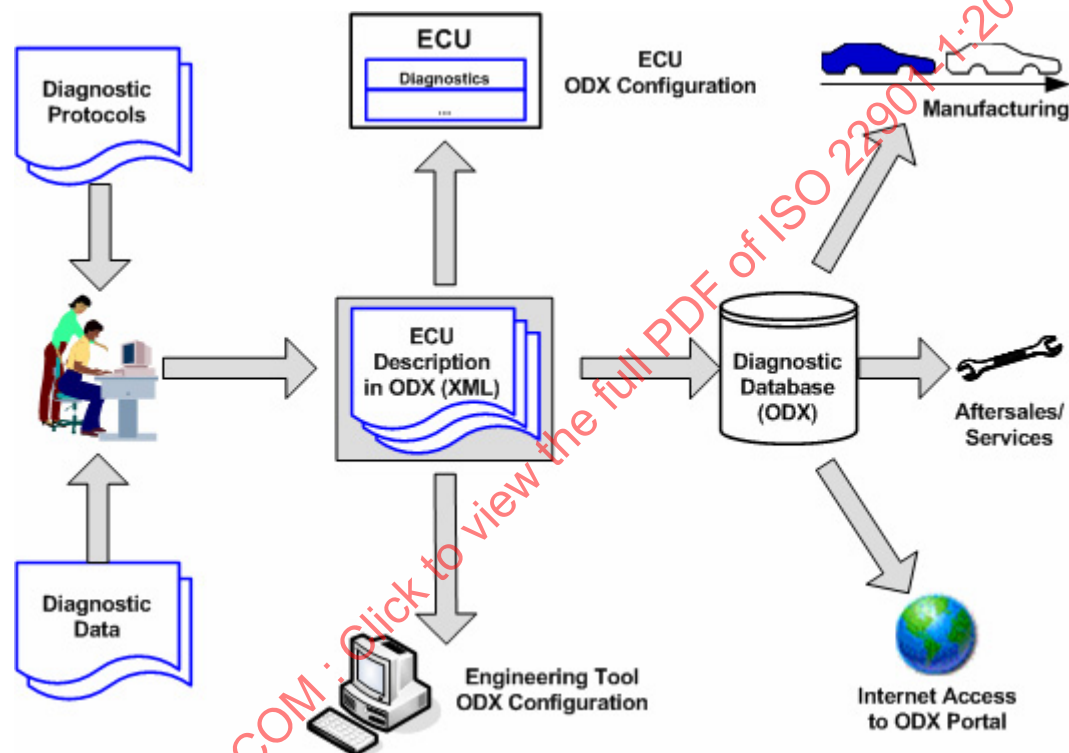 Diagnostic
Protocols
ECU
Diagnostics
...
ECU
ODX Configuration
Manufacturing
ECU
Description
in ODX (XML)
Diagnostic
Database
(ODX)
Aftersales/
Services
Diagnostic
Data
Engineering Tool
ODX Configuration
Internet Access
to ODX Portal
COM : Click to view the full PDF of ISO 22901-1:20